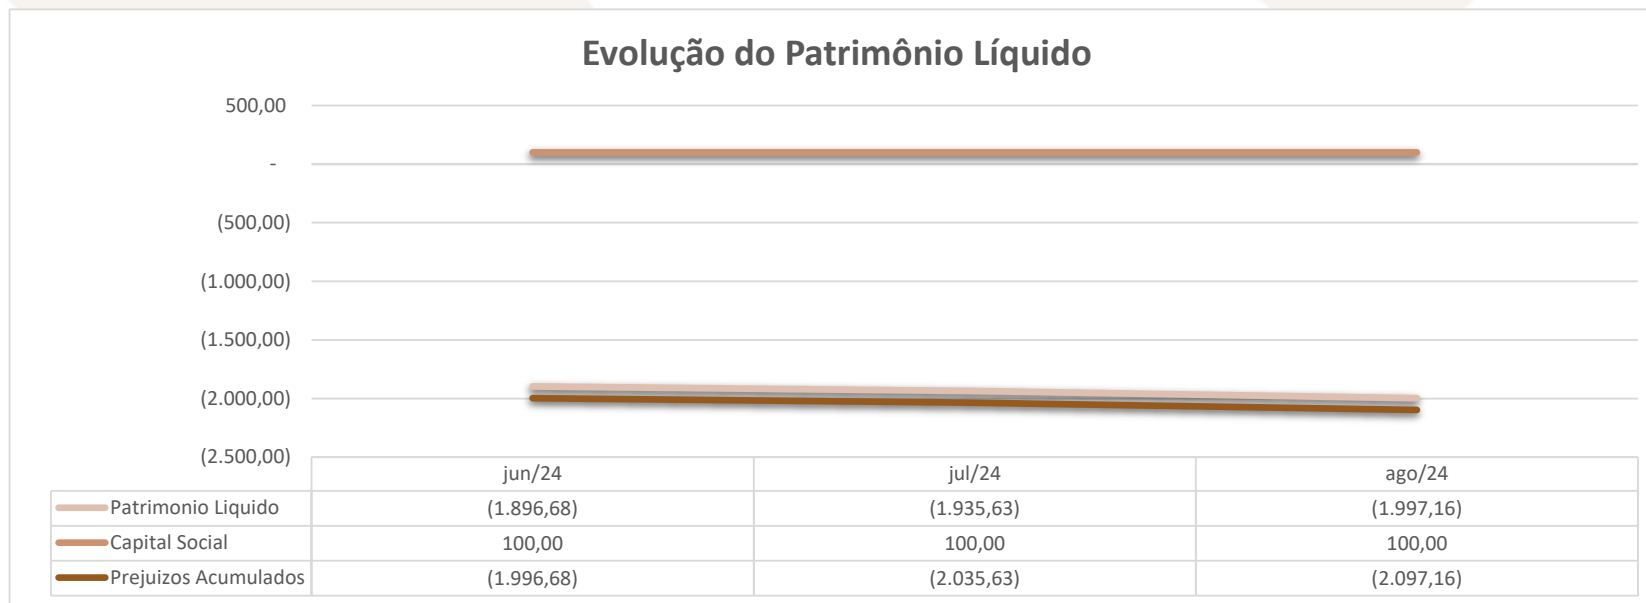 Evolução do Patrimônio Líquido
500,00
-
(500,00)
(1.000,00)
(1.500,00)
(2.000,00)
(2.500,00)
jun/24 jul/24 ago/24
Patrimonio Liquido (1.896,68) (1.935,63) (1.997,16)
Capital Social 100,00 100,00 100,00
Prejuizos Acumulados (1.996,68) (2.035,63) (2.097,16)